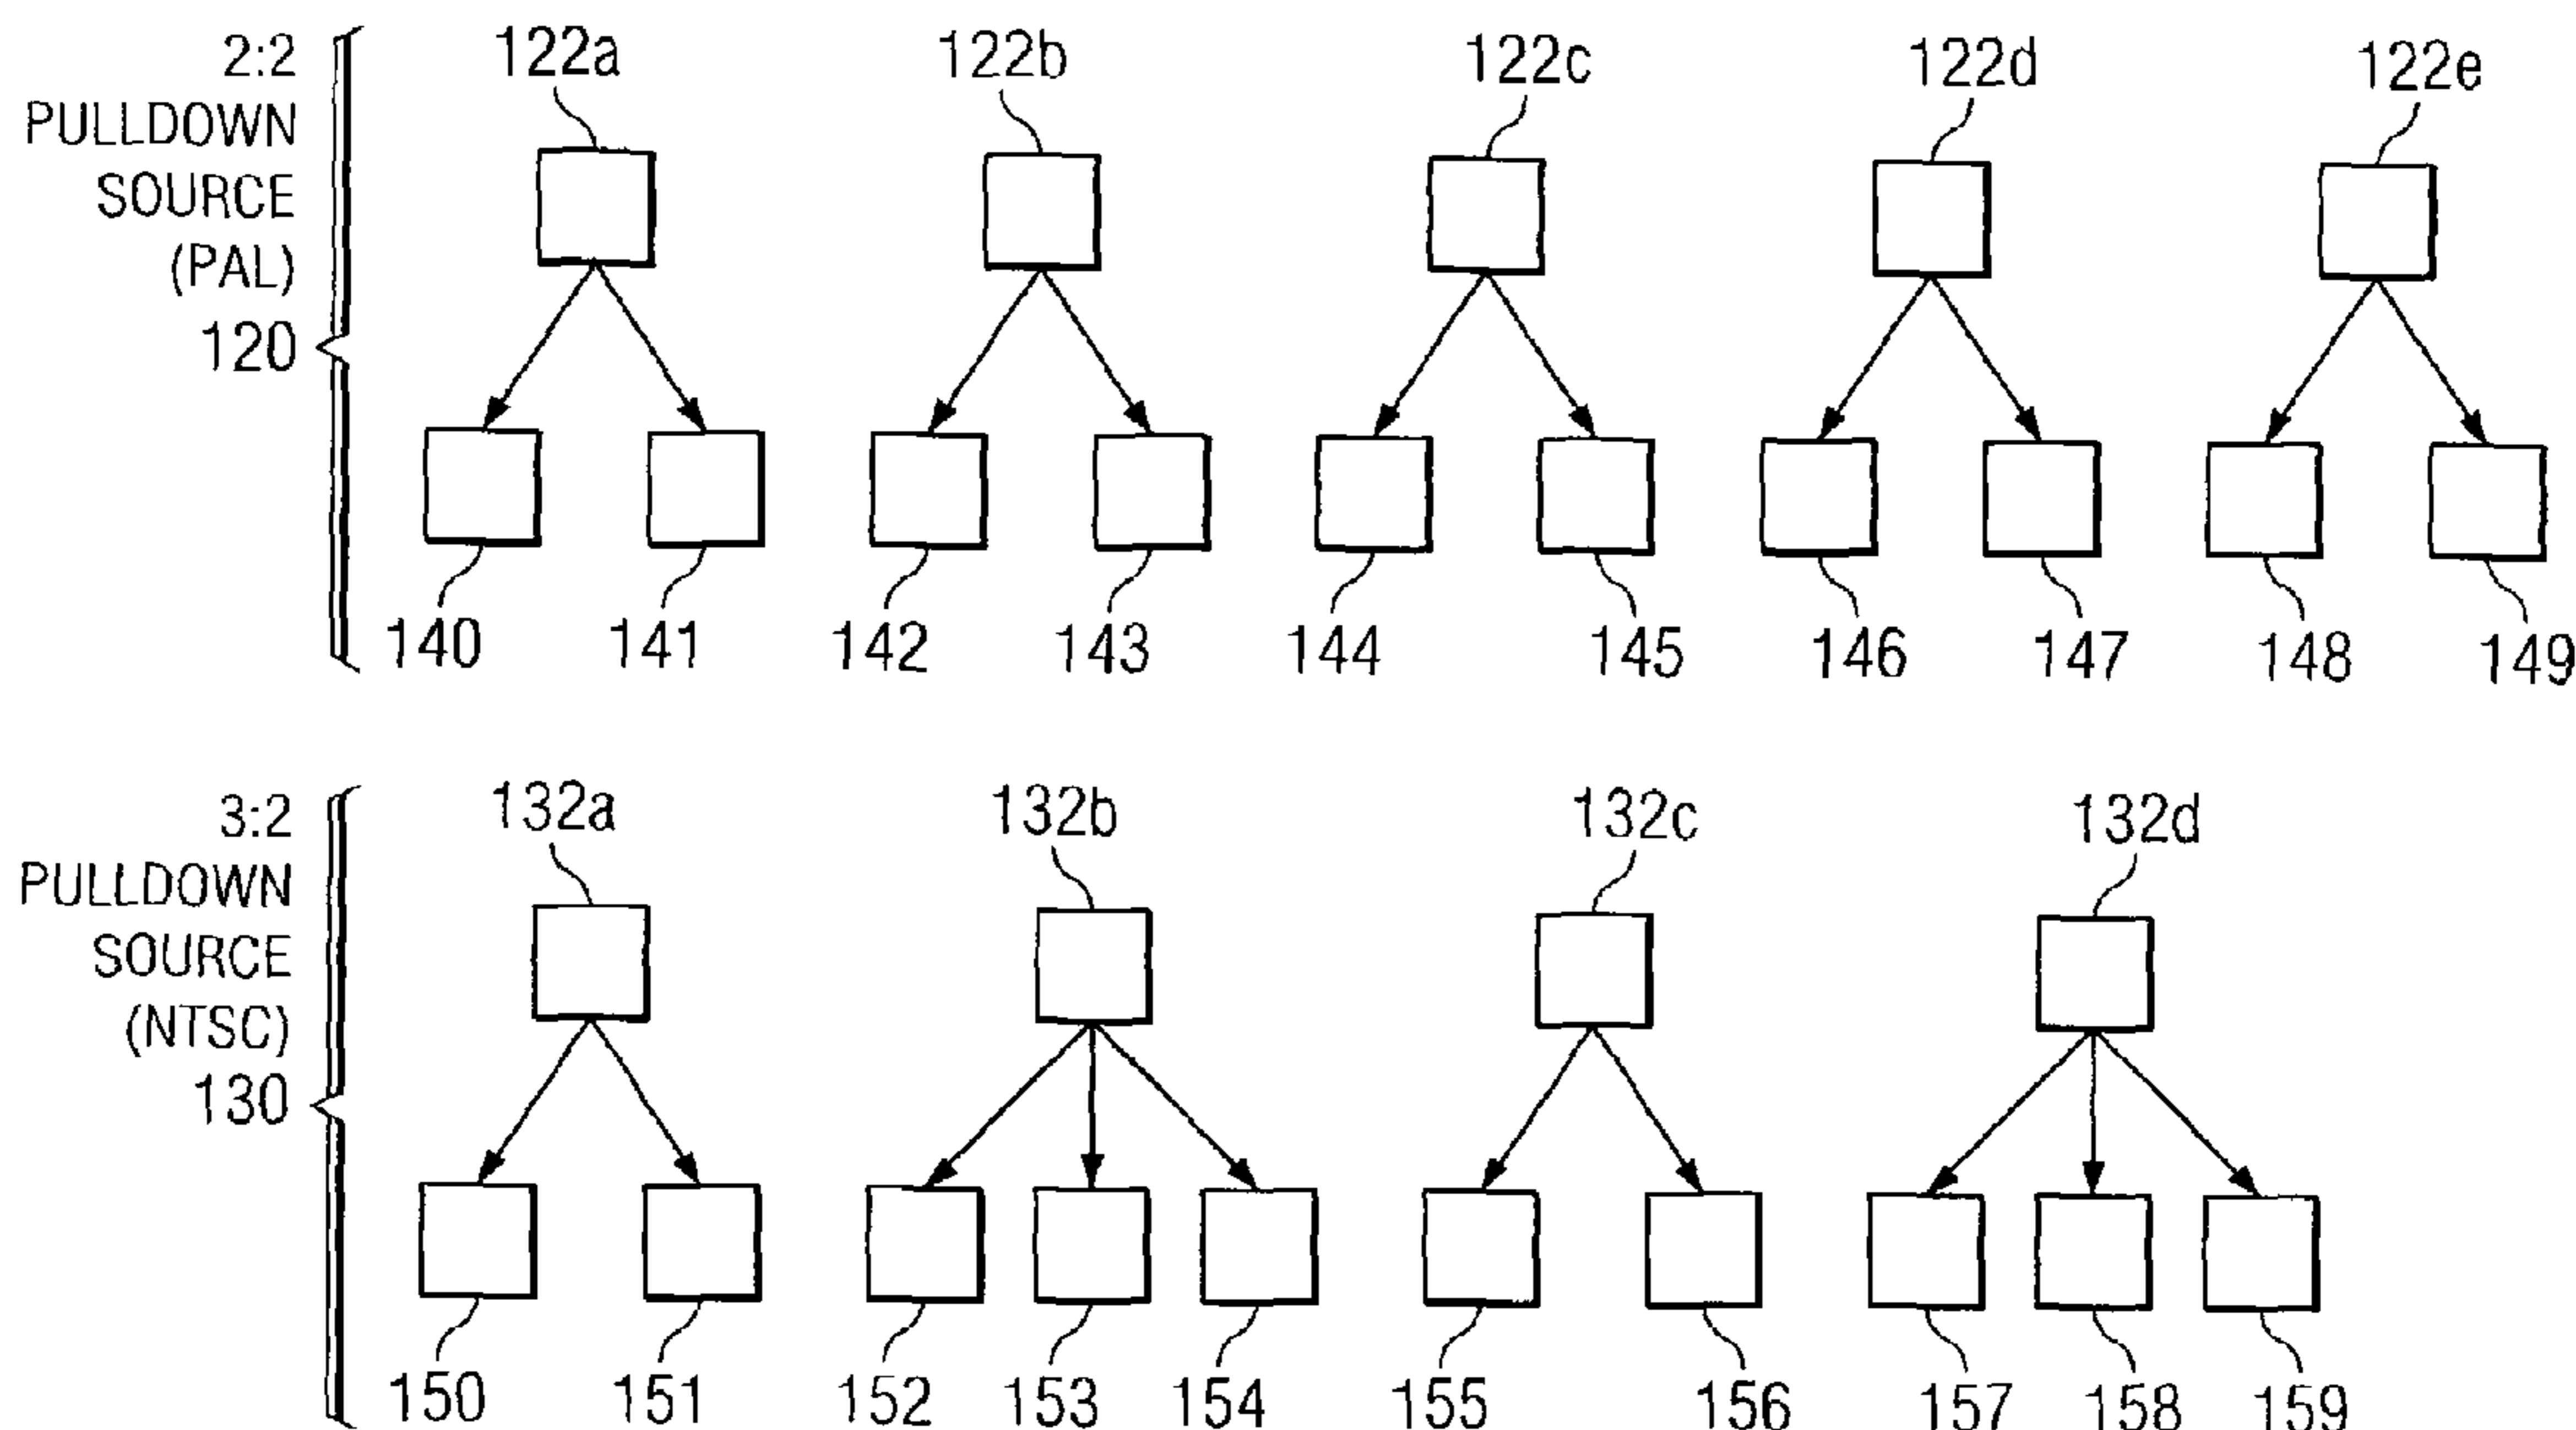 2:2
PULLDOWN
SOURCE
(PAL)
120
122a 122b 122c 122d 122e
140 141 142 143 144 145 146 147 148 149
3:2
PULLDOWN
SOURCE
(NTSC)
130
132a 132b 132c 132d
150 151 152 153 154 155 156 157 158 159